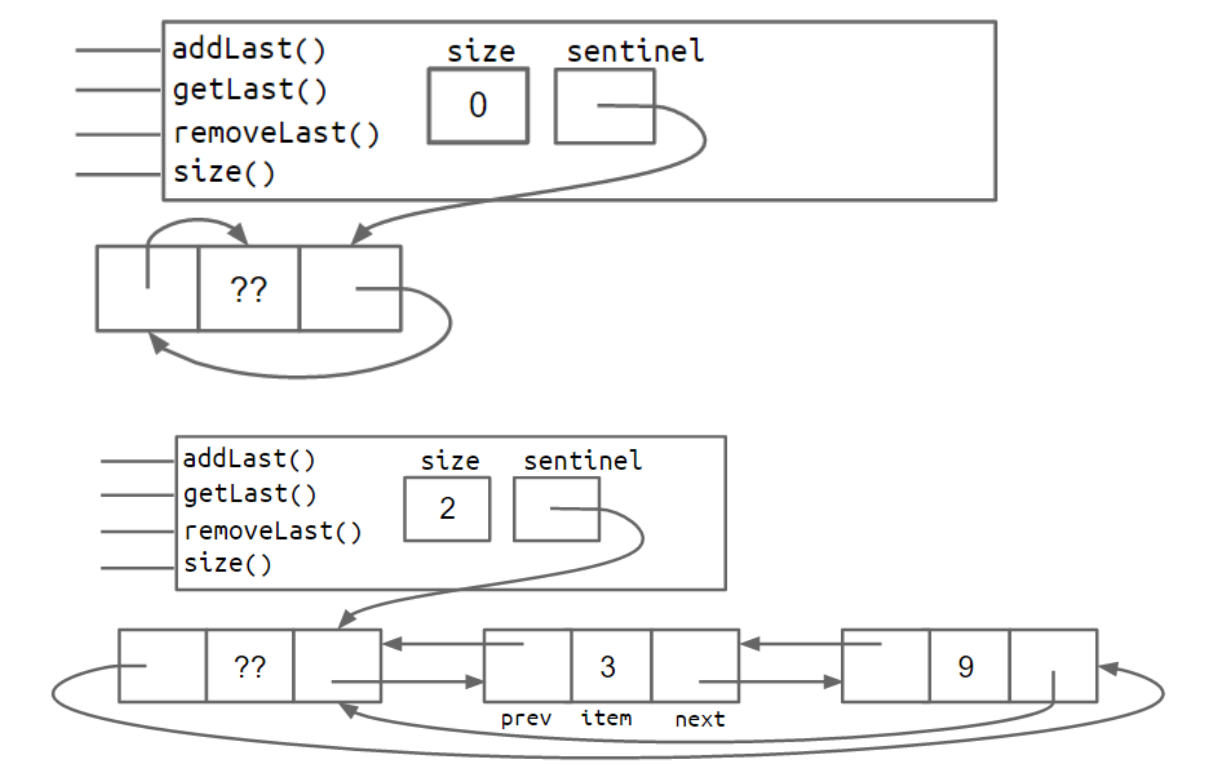 addLast() size sentinel
getLast() 0
removeLast()
size()
??
addLast() size sentinel
getLast() 2
removeLast()
size()
?? 3 9
prev item next